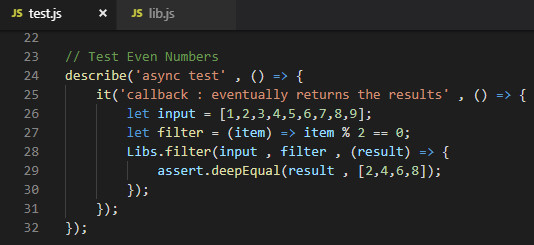 JS test.js × JS lib.js
22
23 // Test Even Numbers
24 describe('async test' , () => {
25 it('callback : eventually returns the results' , () => {
26 let input = [1,2,3,4,5,6,7,8,9];
27 let filter = (item) => item % 2 == 0;
28 Libs.filter(input , filter , (result) => {
29 assert.deepEqual(result , [2,4,6,8]);
30 });
31 });
32 });